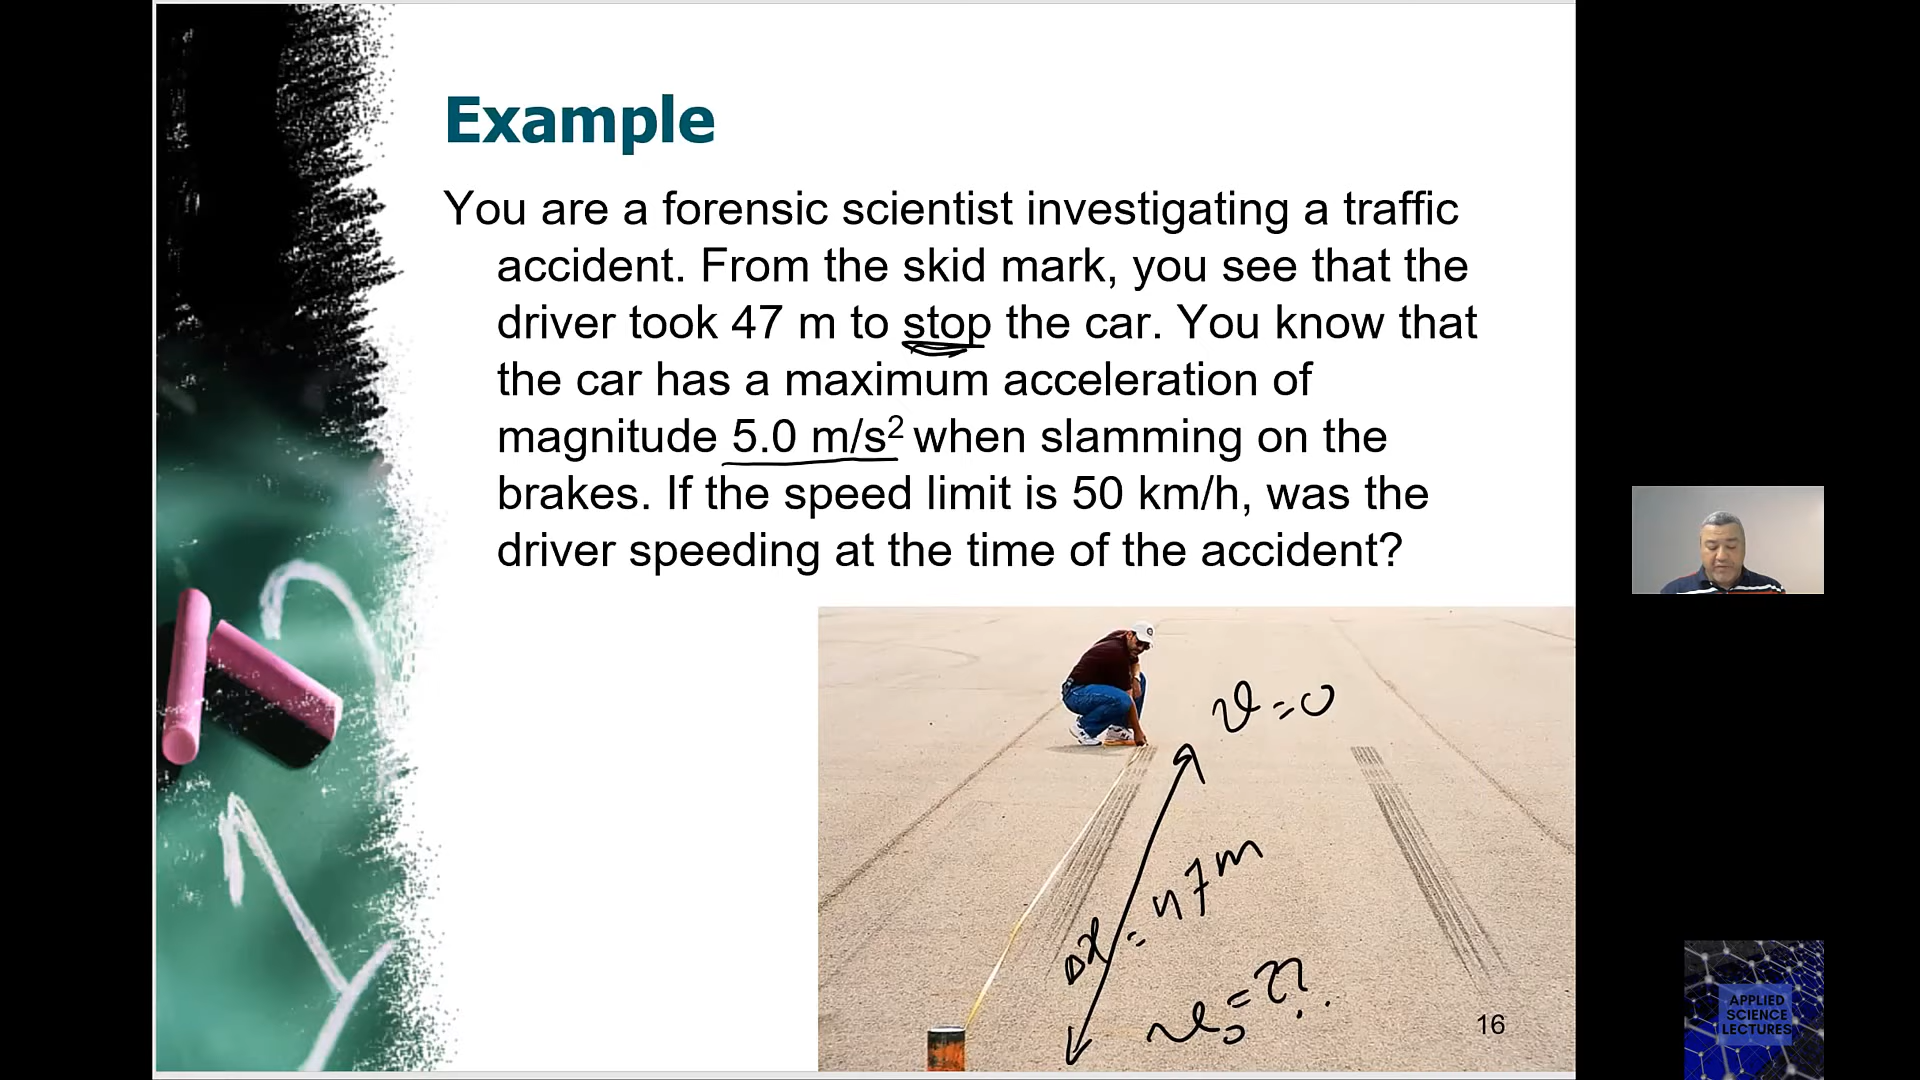 Example
You are a forensic scientist investigating a traffic
accident. From the skid mark, you see that the
driver took 47 m to stop the car. You know that
the car has a maximum acceleration of
magnitude 5.0 m/s² when slamming on the
brakes. If the speed limit is 50 km/h, was the
driver speeding at the time of the accident?
v=0
Δx = 47m
v₀=??
16
APPLIED
SCIENCE
LECTURES